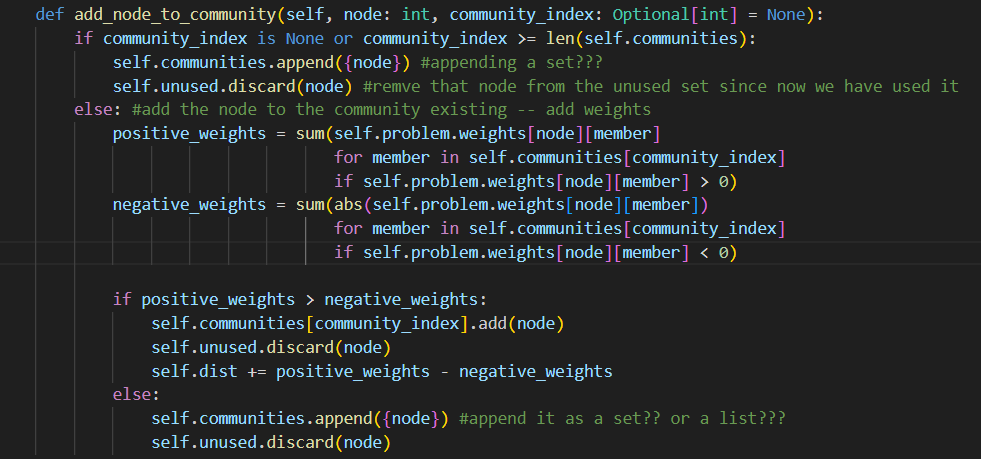 def add_node_to_community(self, node: int, community_index: Optional[int] = None):
    if community_index is None or community_index >= len(self.communities):
        self.communities.append({node}) #appending a set???
        self.unused.discard(node) #remve that node from the unused set since now we have used it
    else: #add the node to the community existing -- add weights
        positive_weights = sum(self.problem.weights[node][member]
                               for member in self.communities[community_index]
                               if self.problem.weights[node][member] > 0)
        negative_weights = sum(abs(self.problem.weights[node][member])
                               for member in self.communities[community_index]
                               if self.problem.weights[node][member] < 0)
        if positive_weights > negative_weights:
            self.communities[community_index].add(node)
            self.unused.discard(node)
            self.dist += positive_weights - negative_weights
        else:
            self.communities.append({node}) #append it as a set?? or a list???
            self.unused.discard(node)